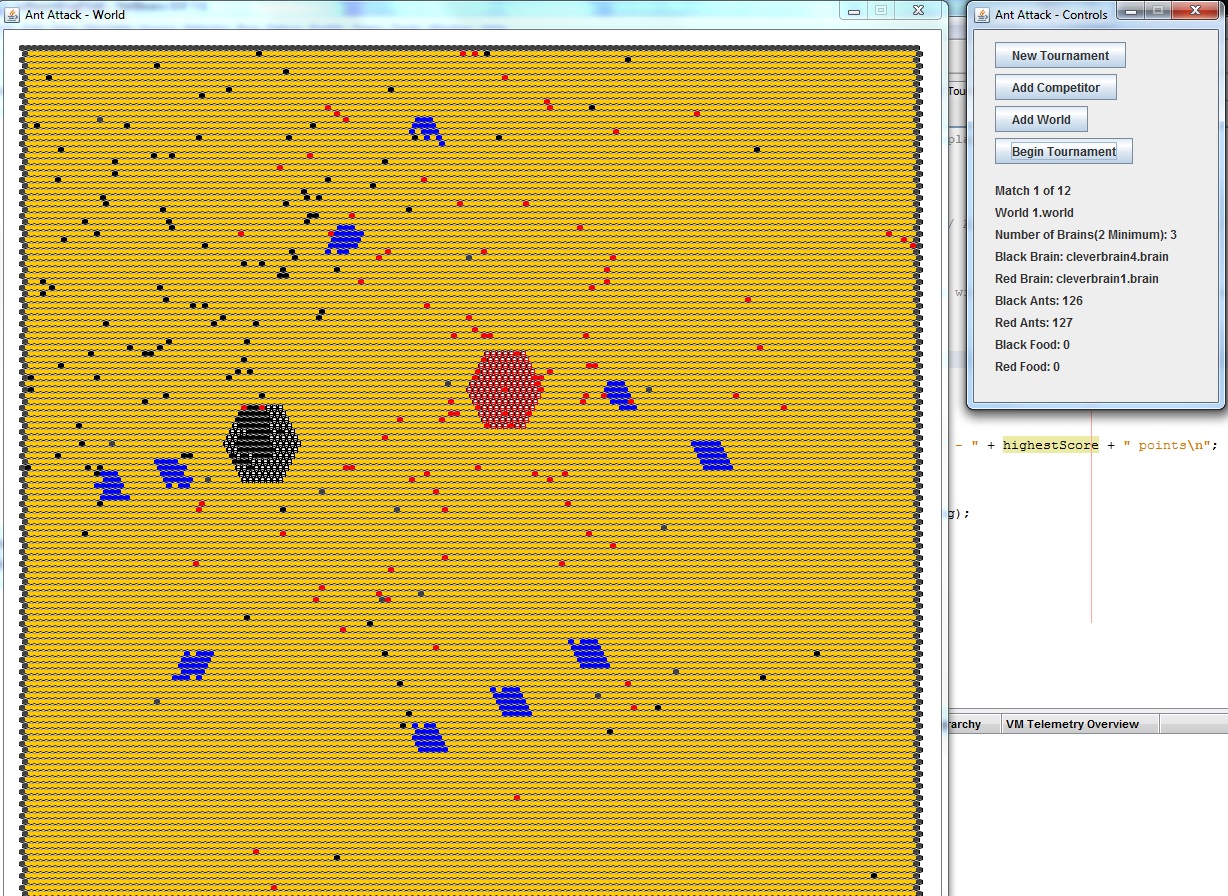 Ant Attack - World
Ant Attack - Controls
New Tournament
Add Competitor
Add World
Begin Tournament
Match 1 of 12
World 1.world
Number of Brains(2 Minimum): 3
Black Brain: cleverbrain4.brain
Red Brain: cleverbrain1.brain
Black Ants: 126
Red Ants: 127
Black Food: 0
Red Food: 0
Tou
pla
/
w
- " + highestScore + " points\n";
g);
rarchy
VM Telemetry Overview